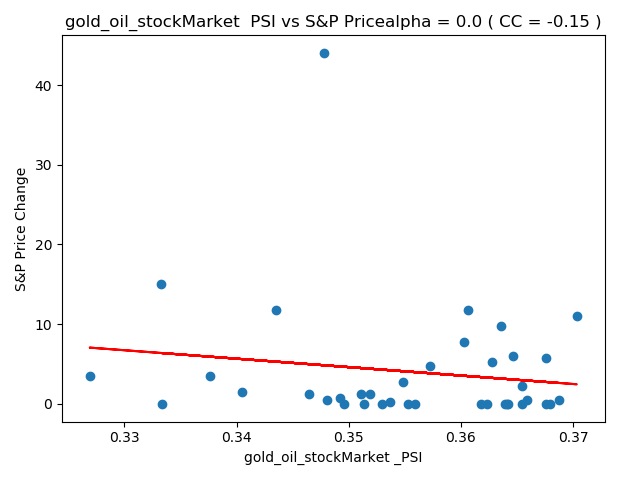 gold_oil_stockMarket  PSI vs S&P Pricealpha = 0.0 ( CC = -0.15 )
40
30
20
10
0
S&P Price Change
0.33 0.34 0.35 0.36 0.37
gold_oil_stockMarket _PSI